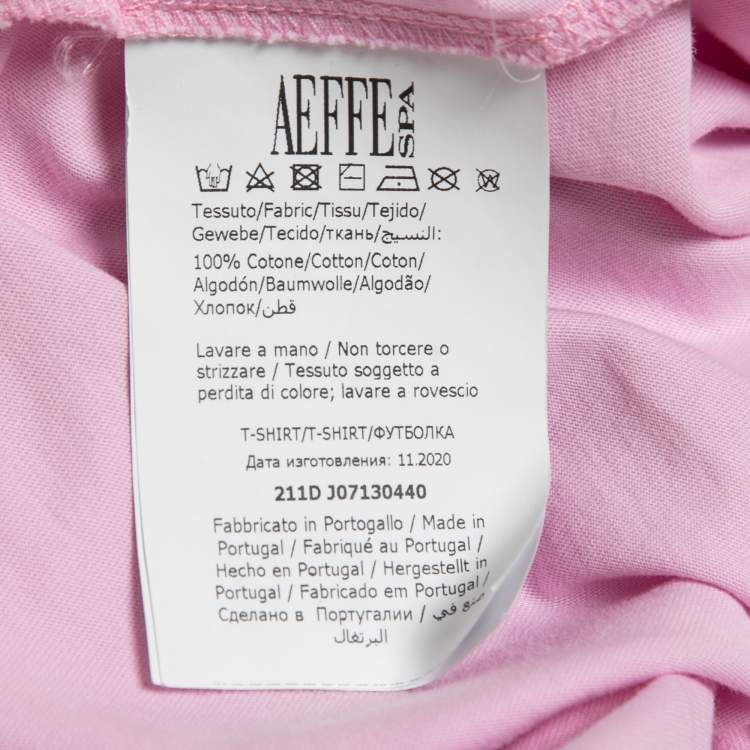 AEFFE SPA
Tessuto/Fabric/Tissu/Tejido/
Gewebe/Tecido/ткань/النسيج:
100% Cotone/Cotton/Coton/
Algodón/Baumwolle/Algodão/
Хлопок/قطن
Lavare a mano / Non torcere o
strizzare / Tessuto soggetto a
perdita di colore; lavare a rovescio
T-SHIRT/T-SHIRT/ФУТБОЛКА
Дата изготовления: 11.2020
211D J07130440
Fabbricato in Portogallo / Made in
Portugal / Fabriqué au Portugal /
Hecho en Portugal / Hergestellt in
Portugal / Fabricado em Portugal /
Сделано в Португалии / صنع في
البرتغال